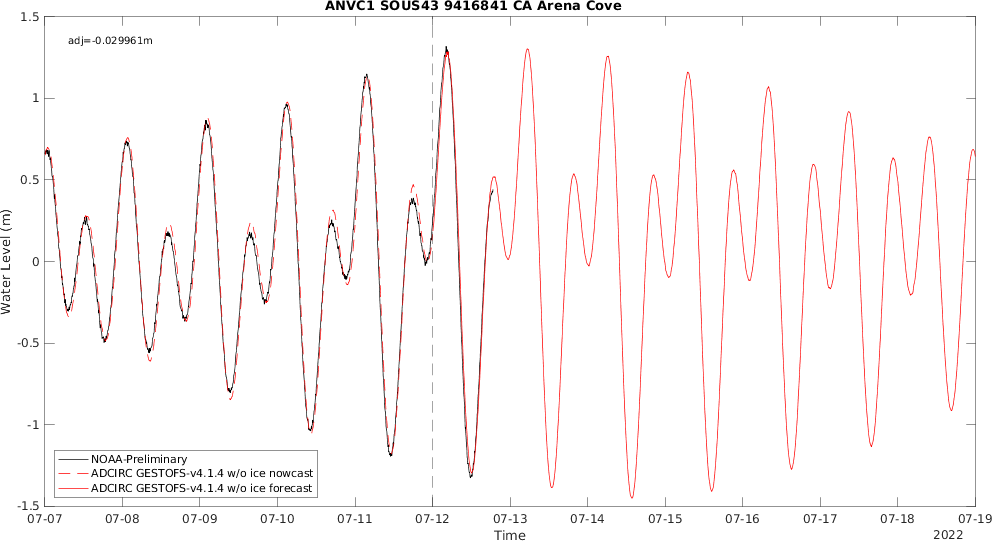 ANVC1 SOUS43 9416841 CA Arena Cove
1.5
adj=-0.029961m
1
0.5
0
-0.5
-1
-1.5
Water Level (m)
NOAA-Preliminary
ADCIRC GESTOFS-v4.1.4 w/o ice nowcast
ADCIRC GESTOFS-v4.1.4 w/o ice forecast
07-07 07-08 07-09 07-10 07-11 07-12 07-13 07-14 07-15 07-16 07-17 07-18 07-19
Time
2022